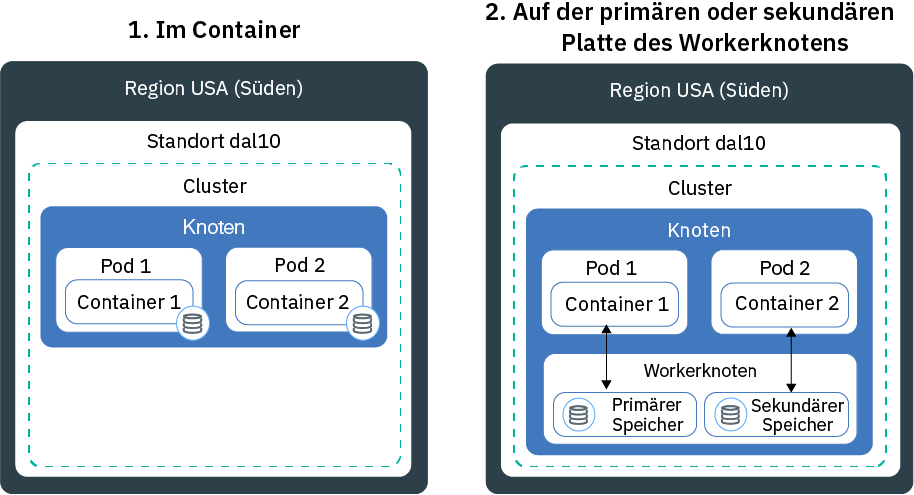 1. Im Container
Region USA (Süden)
Standort dal10
Cluster
Knoten
Pod 1
Container 1
Pod 2
Container 2
2. Auf der primären oder sekundären
Platte des Workerknotens
Region USA (Süden)
Standort dal10
Cluster
Knoten
Pod 1
Container 1
Pod 2
Container 2
Workerknoten
Primärer
Speicher
Sekundärer
Speicher